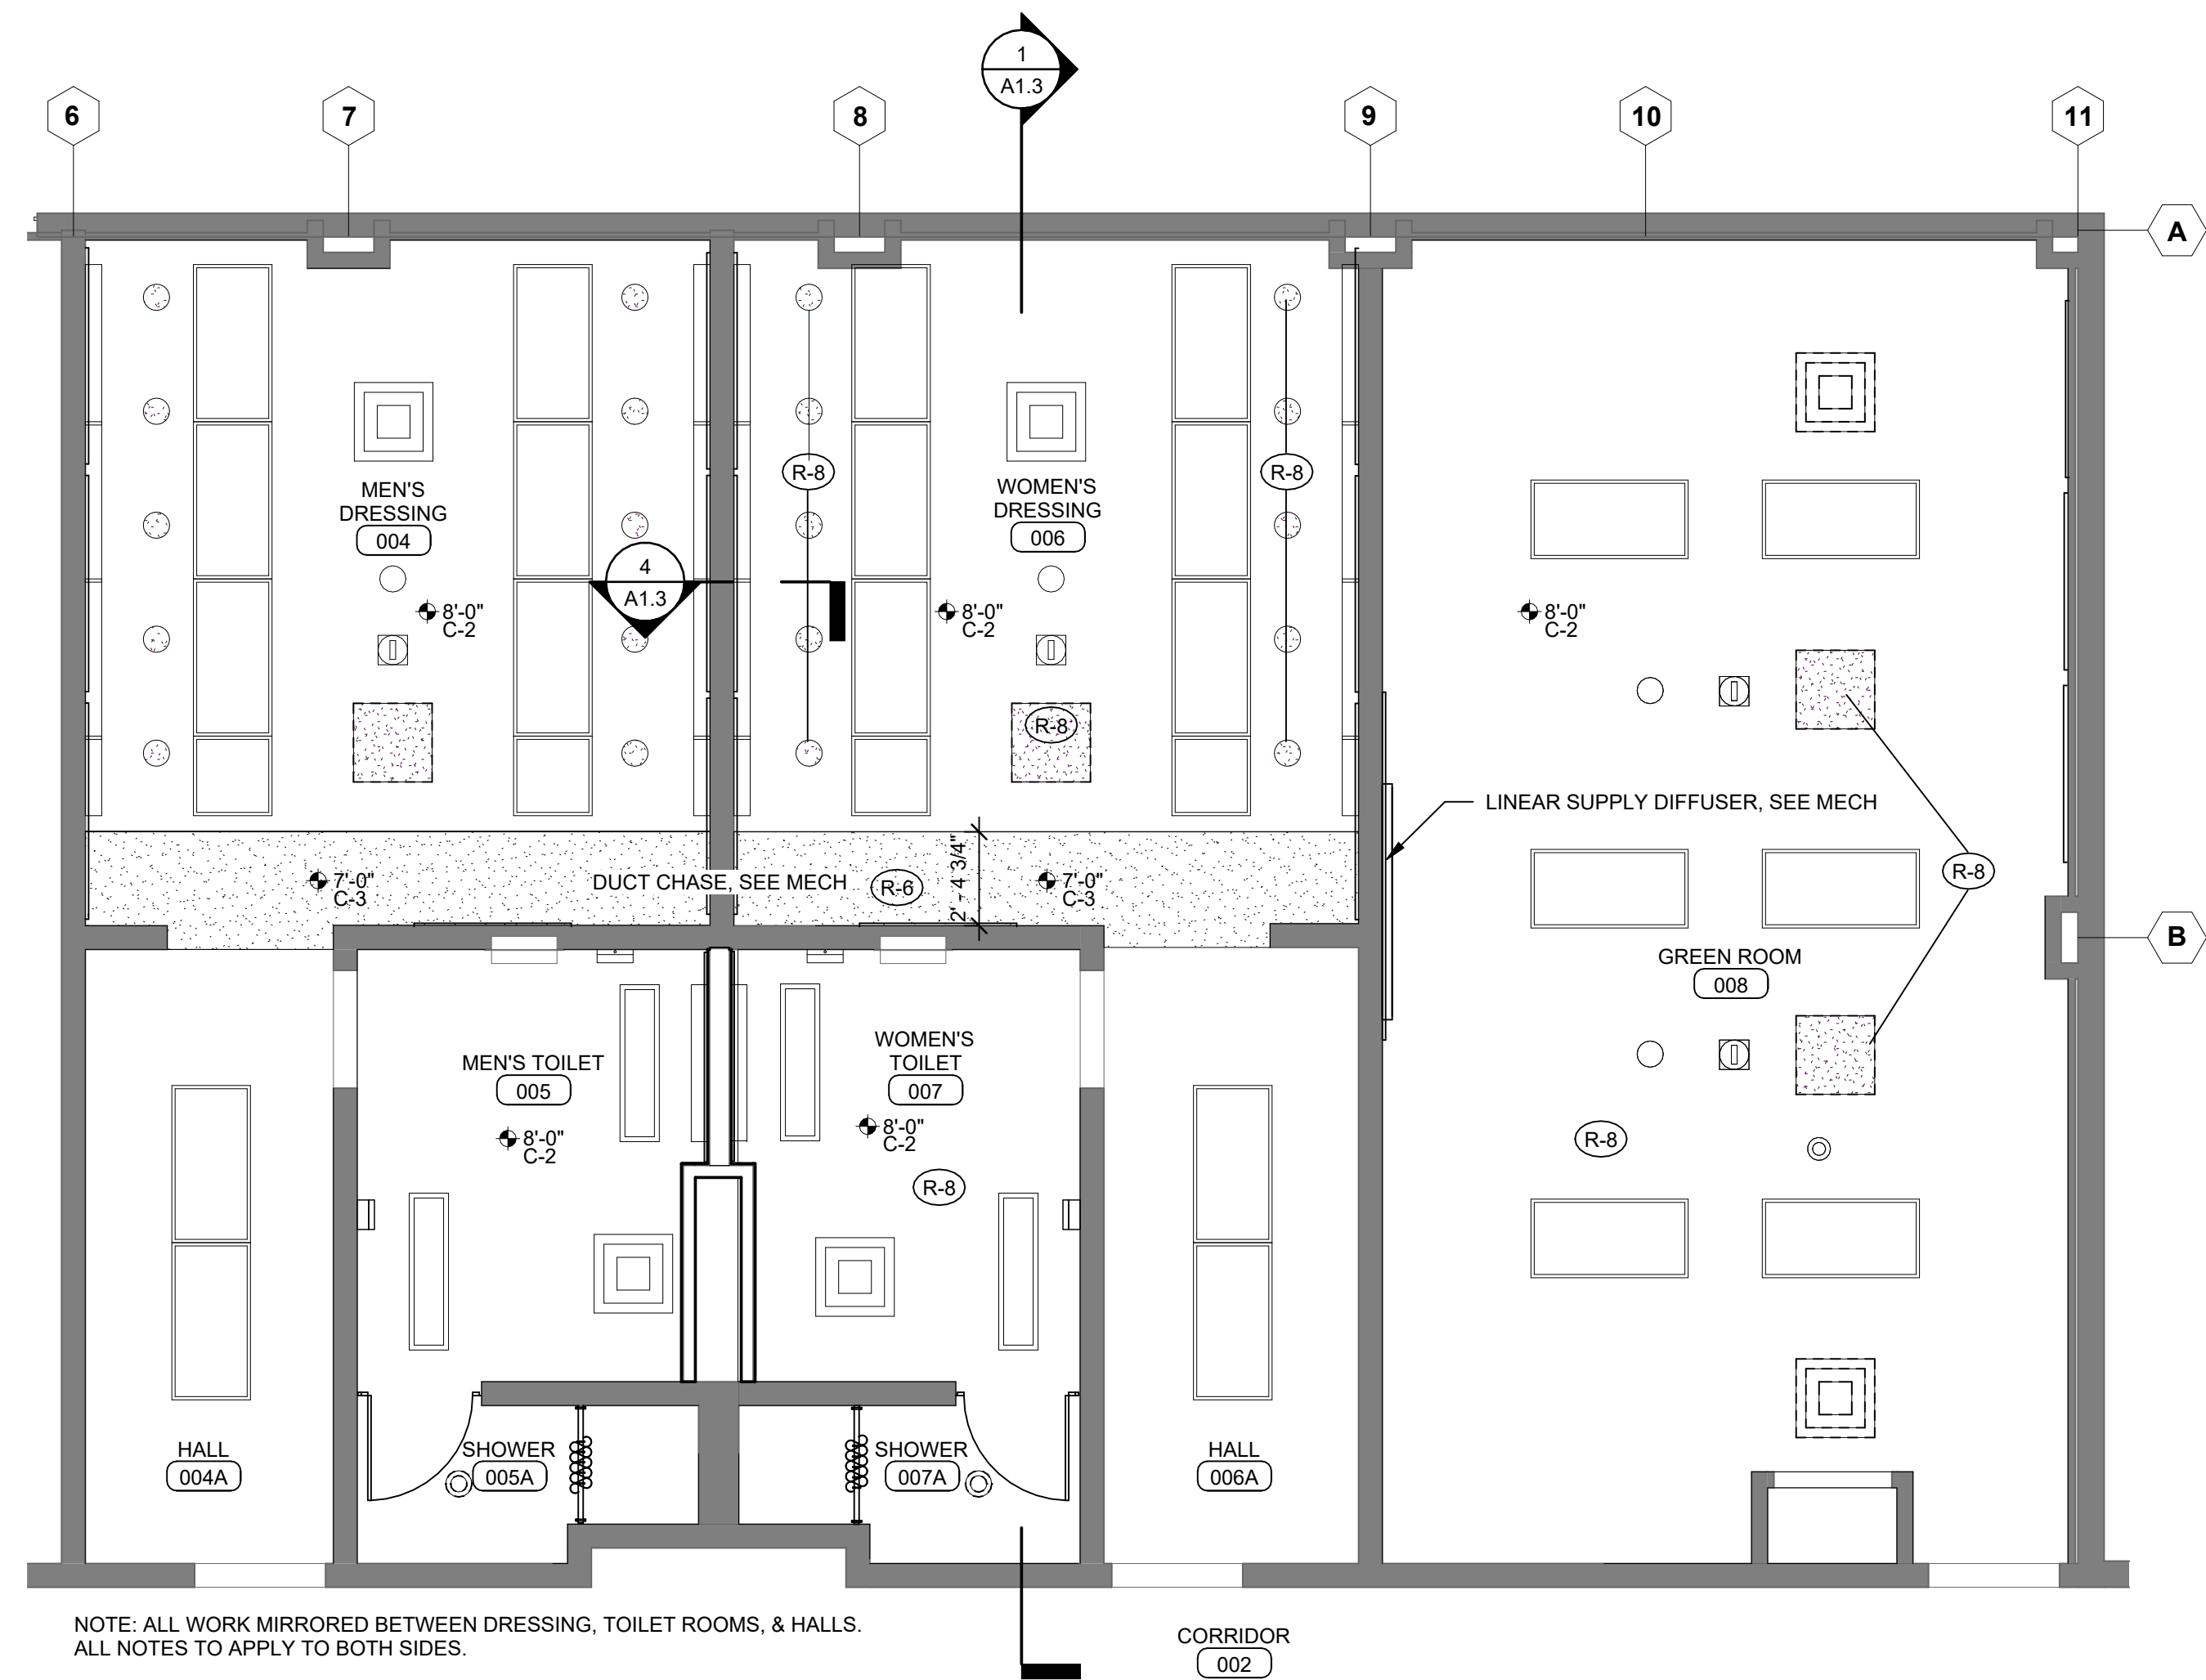 1
A1.3
6
7
8
9
10
11
A
R-8
R-8
MEN'S
DRESSING
004
WOMEN'S
DRESSING
006
4
A1.3
8'-0"
C-2
8'-0"
C-2
8'-0"
C-2
R-8
LINEAR SUPPLY DIFFUSER, SEE MECH
R-8
7'-0"
C-3
DUCT CHASE, SEE MECH
R-6
2' - 4 3/4"
7'-0"
C-3
B
GREEN ROOM
008
MEN'S TOILET
005
WOMEN'S
TOILET
007
8'-0"
C-2
8'-0"
C-2
R-8
R-8
HALL
004A
SHOWER
005A
SHOWER
007A
HALL
006A
NOTE: ALL WORK MIRRORED BETWEEN DRESSING, TOILET ROOMS, & HALLS.
ALL NOTES TO APPLY TO BOTH SIDES.
CORRIDOR
002